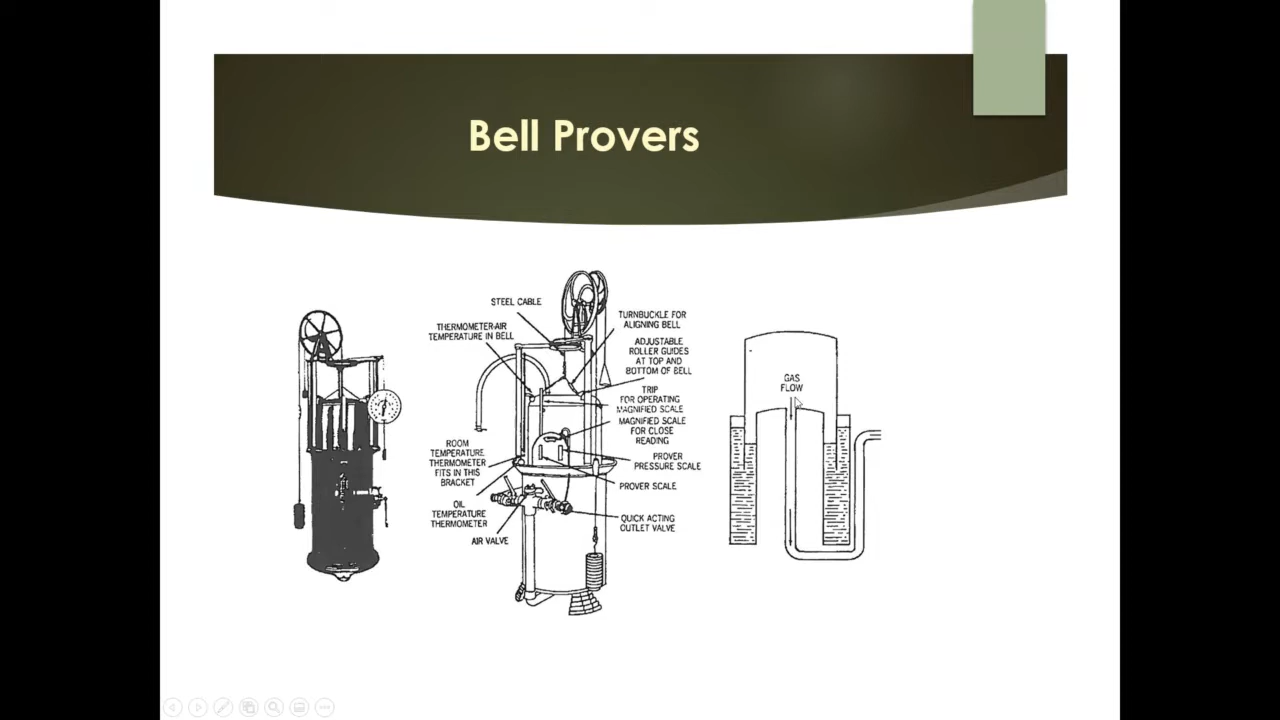 Bell Provers
STEEL CABLE
THERMOMETER-AIR
TEMPERATURE IN BELL
TURNBUCKLE FOR
ALIGNING BELL
ADJUSTABLE
ROLLER GUIDES
AT TOP AND
BOTTOM OF BELL
TRIP
FOR OPERATING
MAGNIFIED SCALE
MAGNIFIED SCALE
FOR CLOSE
READING
PROVER
PRESSURE SCALE
PROVER SCALE
QUICK ACTING
OUTLET VALVE
ROOM
TEMPERATURE
THERMOMETER
FITS IN THIS
BRACKET
OIL
TEMPERATURE
THERMOMETER
AIR VALVE
GAS
FLOW